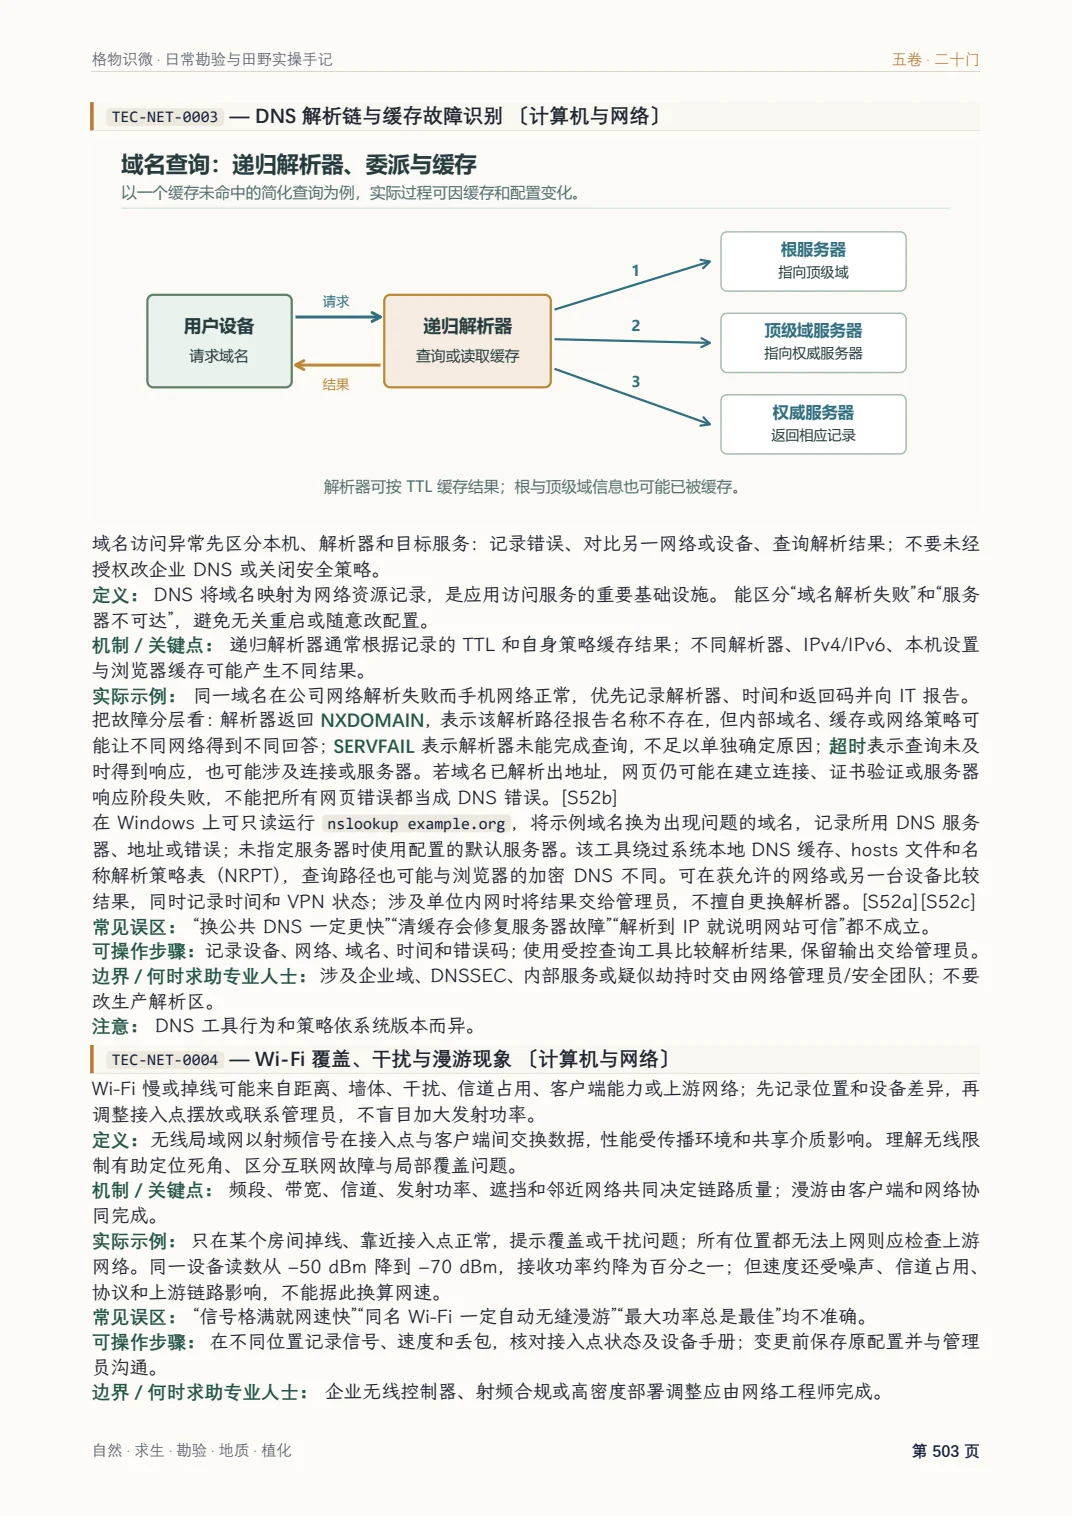 格物识微 · 日常勘验与田野实操手记
五卷 · 二十门
TEC-NET-0003 — DNS 解析链与缓存故障识别 〔计算机与网络〕
域名查询：递归解析器、委派与缓存
以一个缓存未命中的简化查询为例，实际过程可因缓存和配置变化。
用户设备
请求域名
请求
结果
递归解析器
查询或读取缓存
1
2
3
根服务器
指向顶级域
顶级域服务器
指向权威服务器
权威服务器
返回相应记录
解析器可按 TTL 缓存结果；根与顶级域信息也可能已被缓存。
域名访问异常先区分本机、解析器和目标服务：记录错误、对比另一网络或设备、查询解析结果；不要未经
授权改企业 DNS 或关闭安全策略。
定义： DNS 将域名映射为网络资源记录，是应用访问服务的重要基础设施。 能区分“域名解析失败”和“服务
器不可达”，避免无关重启或随意改配置。
机制 / 关键点： 递归解析器通常根据记录的 TTL 和自身策略缓存结果；不同解析器、IPv4/IPv6、本机设置
与浏览器缓存可能产生不同结果。
实际示例： 同一域名在公司网络解析失败而手机网络正常，优先记录解析器、时间和返回码并向 IT 报告。
把故障分层看：解析器返回 NXDOMAIN，表示该解析路径报告名称不存在，但内部域名、缓存或网络策略可
能让不同网络得到不同回答；SERVFAIL 表示解析器未能完成查询，不足以单独确定原因；超时表示查询未及
时得到响应，也可能涉及连接或服务器。若域名已解析出地址，网页仍可能在建立连接、证书验证或服务器
响应阶段失败，不能把所有网页错误都当成 DNS 错误。[S52b]
在 Windows 上可只读运行 nslookup example.org，将示例域名换为出现问题的域名，记录所用 DNS 服务
器、地址或错误；未指定服务器时使用配置的默认服务器。该工具绕过系统本地 DNS 缓存、hosts 文件和名
称解析策略表（NRPT），查询路径也可能与浏览器的加密 DNS 不同。可在获允许的网络或另一台设备比较
结果，同时记录时间和 VPN 状态；涉及单位内网时将结果交给管理员，不擅自更换解析器。[S52a][S52c]
常见误区： “换公共 DNS 一定更快”“清缓存会修复服务器故障”“解析到 IP 就说明网站可信”都不成立。
可操作步骤：记录设备、网络、域名、时间和错误码；使用受控查询工具比较解析结果，保留输出交给管理员。
边界 / 何时求助专业人士： 涉及企业域、DNSSEC、内部服务或疑似劫持时交由网络管理员/安全团队；不要
改生产解析区。
注意： DNS 工具行为和策略依系统版本而异。
TEC-NET-0004 — Wi-Fi 覆盖、干扰与漫游现象 〔计算机与网络〕
Wi-Fi 慢或掉线可能来自距离、墙体、干扰、信道占用、客户端能力或上游网络；先记录位置和设备差异，再
调整接入点摆放或联系管理员，不盲目加大发射功率。
定义：无线局域网以射频信号在接入点与客户端间交换数据，性能受传播环境和共享介质影响。 理解无线限
制有助定位死角、区分互联网故障与局部覆盖问题。
机制 / 关键点： 频段、带宽、信道、发射功率、遮挡和邻近网络共同决定链路质量；漫游由客户端和网络协
同完成。
实际示例： 只在某个房间掉线、靠近接入点正常，提示覆盖或干扰问题；所有位置都无法上网则应检查上游
网络。同一设备读数从 −50 dBm 降到 −70 dBm，接收功率约降为百分之一；但速度还受噪声、信道占用、
协议和上游链路影响，不能据此换算网速。
常见误区： “信号格满就网速快”“同名 Wi-Fi 一定自动无缝漫游”“最大功率总是最佳”均不准确。
可操作步骤： 在不同位置记录信号、速度和丢包，核对接入点状态及设备手册；变更前保存原配置并与管理
员沟通。
边界 / 何时求助专业人士： 企业无线控制器、射频合规或高密度部署调整应由网络工程师完成。
自然 · 求生 · 勘验 · 地质 · 植化
第 503 页